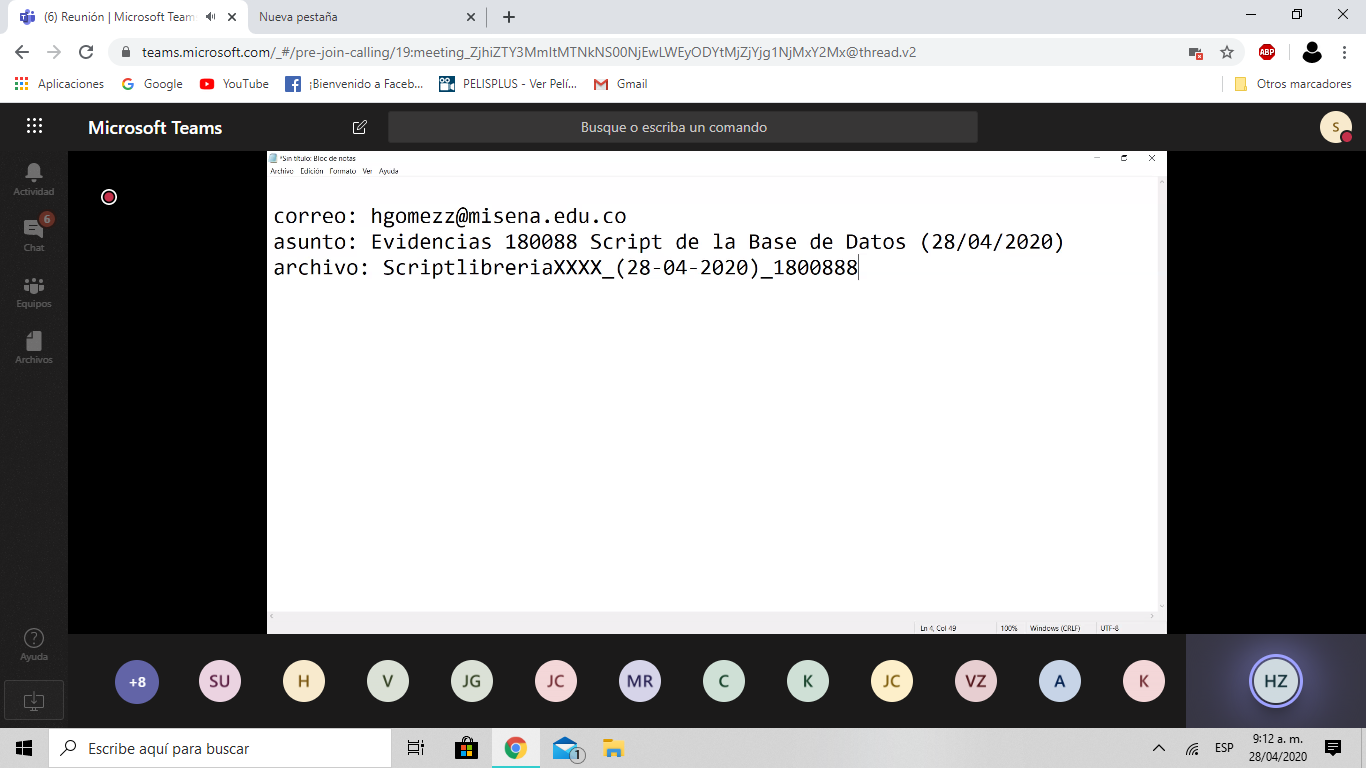 (6) Reunión | Microsoft Team
Nueva pestaña
teams.microsoft.com/_#/pre-join-calling/19:meeting_ZjhiZTY3MmItMTNkNS00NjEwLWEyODYtMjZjYjg1NjMxY2Mx@thread.v2
ABP
Aplicaciones
Google
YouTube
¡Bienvenido a Faceb...
PELISPLUS - Ver Pelí...
Gmail
Otros marcadores
Microsoft Teams
Busque o escriba un comando
S
Actividad
6
Chat
Equipos
Archivos
Ayuda
*Sin título: Bloc de notas
Archivo Edición Formato Ver Ayuda
correo: hgomezz@misena.edu.co
asunto: Evidencias 180088 Script de la Base de Datos (28/04/2020)
archivo: ScriptlibreriaXXXX_(28-04-2020)_1800888
Ln 4, Col 49 100% Windows (CRLF) UTF-8
+8 SU H V JG JC MR C K JC VZ A K HZ
Escribe aquí para buscar
1
ESP
9:12 a. m.
28/04/2020